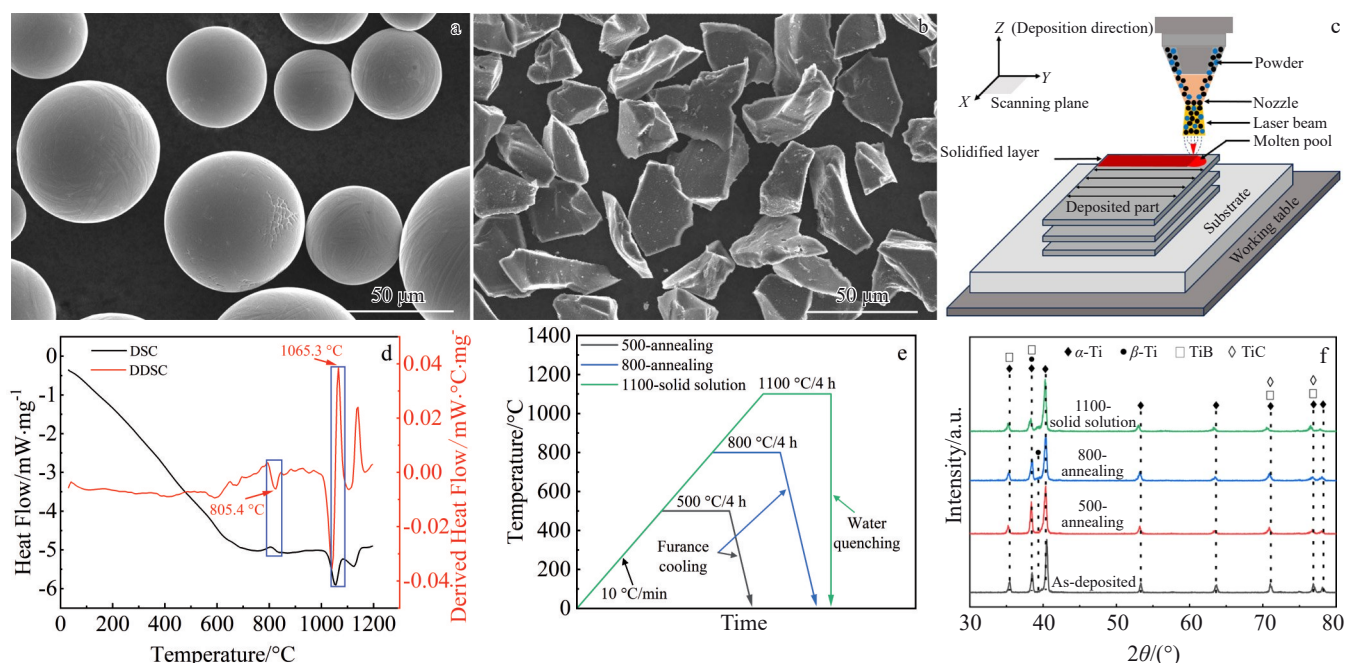 a
50 μm
b
50 μm
c
Z (Deposition direction)
Y
X
Scanning plane
Powder
Nozzle
Laser beam
Molten pool
Solidified layer
Deposited part
Substrate
Working table
d
DSC
DDSC
1065.3 °C
805.4 °C
0
-1
-2
-3
-4
-5
-6
Heat Flow/mW·mg⁻¹
0.04
0.02
0.00
-0.02
-0.04
Derived Heat Flow/mW·°C·mg⁻¹
0 200 400 600 800 1000 1200
Temperature/°C
e
500-annealing
800-annealing
1100-solid solution
1100 °C/4 h
800 °C/4 h
500 °C/4 h
Furance
cooling
Water
quenching
10 °C/min
1400
1200
1000
800
600
400
200
0
Temperature/°C
Time
f
α-Ti
β-Ti
TiB
TiC
1100-
solid solution
800-
annealing
500-
annealing
As-deposited
Intensity/a.u.
30 40 50 60 70 80
2θ/(°)